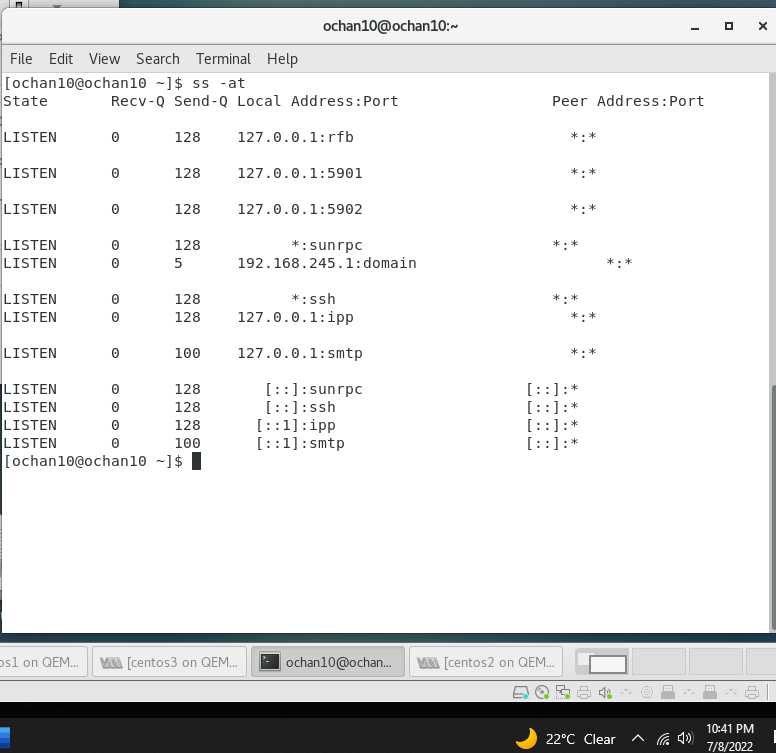 ochan10@ochan10:~
File Edit View Search Terminal Help
[ochan10@ochan10 ~]$ ss -at
State Recv-Q Send-Q Local Address:Port Peer Address:Port
LISTEN 0 128 127.0.0.1:rfb *:*
LISTEN 0 128 127.0.0.1:5901 *:*
LISTEN 0 128 127.0.0.1:5902 *:*
LISTEN 0 128 *:sunrpc *:*
LISTEN 0 5 192.168.245.1:domain *:*
LISTEN 0 128 *:ssh *:*
LISTEN 0 128 127.0.0.1:ipp *:*
LISTEN 0 100 127.0.0.1:smtp *:*
LISTEN 0 128 [::]:sunrpc [::]:*
LISTEN 0 128 [::]:ssh [::]:*
LISTEN 0 128 [::1]:ipp [::]:*
LISTEN 0 100 [::1]:smtp [::]:*
[ochan10@ochan10 ~]$
os1 on QEM... [centos3 on QEM... ochan10@ochan... [centos2 on QEM...
22°C Clear 10:41 PM
7/8/2022